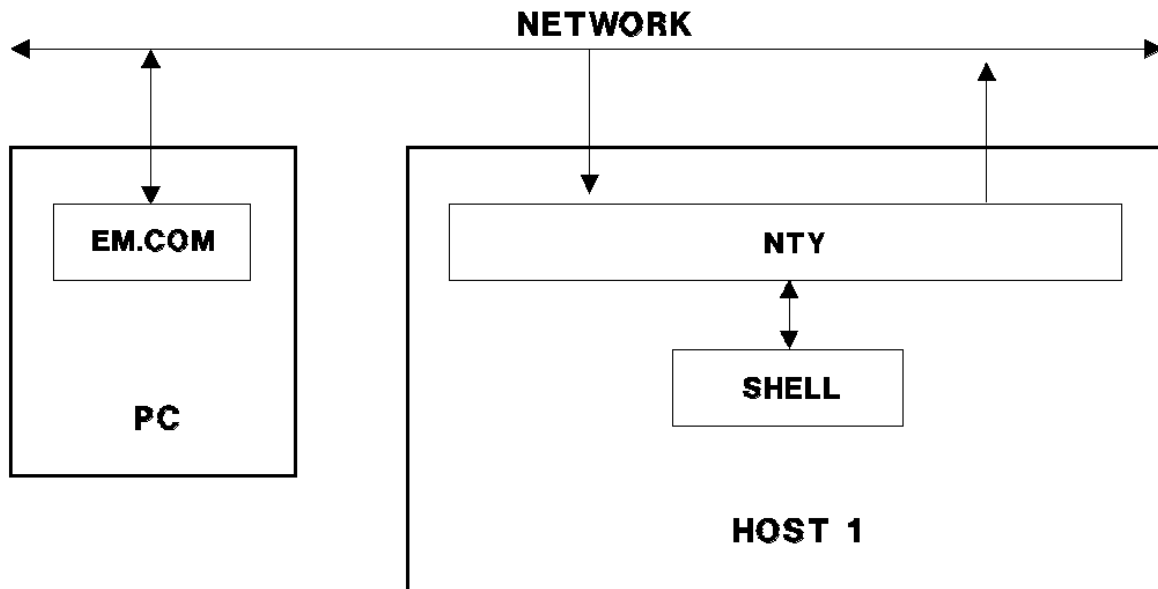 NETWORK
EM.COM
NTY
SHELL
PC
HOST 1